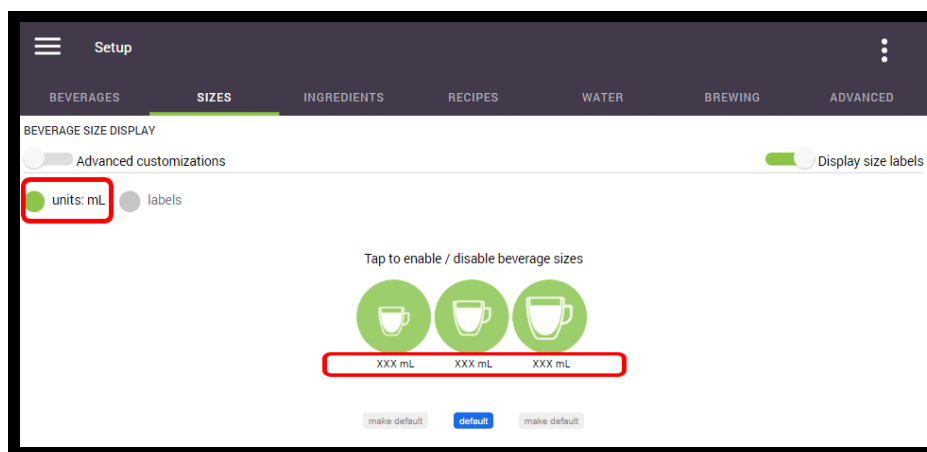 Setup
BEVERAGES SIZES INGREDIENTS RECIPES WATER BREWING ADVANCED
BEVERAGE SIZE DISPLAY
Advanced customizations Display size labels
units: mL labels
Tap to enable / disable beverage sizes
XXX mL XXX mL XXX mL
make default default make default